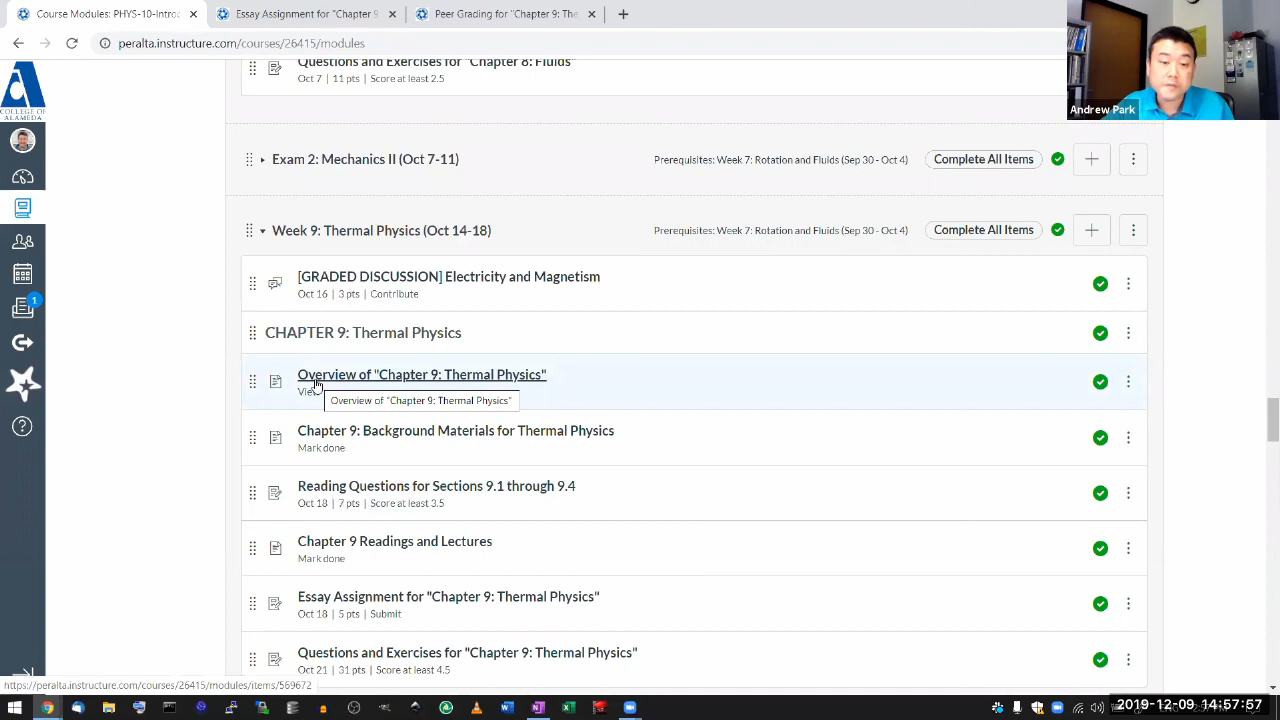 Course Modules: PHYS-10-Intro
Essay Assignment for "Chapter 9
Peer Grading for "Chapter 9: The
peralta.instructure.com/courses/26415/modules
Andrew Park
COLLEGE OF
ALAMEDA
Questions and Exercises for "Chapter 8: Fluids"
Oct 7 | 11 pts | Score at least 2.5
Exam 2: Mechanics II (Oct 7-11)
Prerequisites: Week 7: Rotation and Fluids (Sep 30 - Oct 4)
Complete All Items
Week 9: Thermal Physics (Oct 14-18)
Prerequisites: Week 7: Rotation and Fluids (Sep 30 - Oct 4)
Complete All Items
[GRADED DISCUSSION] Electricity and Magnetism
Oct 16 | 3 pts | Contribute
CHAPTER 9: Thermal Physics
Overview of "Chapter 9: Thermal Physics"
Vie
Overview of "Chapter 9: Thermal Physics"
Chapter 9: Background Materials for Thermal Physics
Mark done
Reading Questions for Sections 9.1 through 9.4
Oct 18 | 7 pts | Score at least 3.5
Chapter 9 Readings and Lectures
Mark done
Essay Assignment for "Chapter 9: Thermal Physics"
Oct 18 | 5 pts | Submit
Questions and Exercises for "Chapter 9: Thermal Physics"
Oct 21 | 31 pts | Score at least 4.5
1
https://peralta.instructure.com/courses/26415/modules/items/569672
2019-12-09 14:57:57